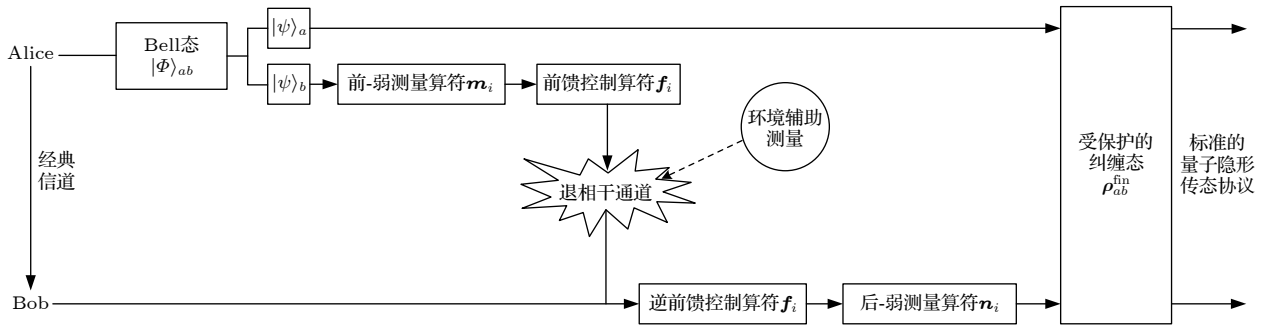 Alice
Bell态
|Φ⟩ab
|ψ⟩a
|ψ⟩b
前-弱测量算符mi
前馈控制算符fi
环境辅助
测量
退相干通道
经典
信道
Bob
逆前馈控制算符fi
后-弱测量算符ni
受保护的
纠缠态
ρab^fin
标准的
量子隐形
传态协议